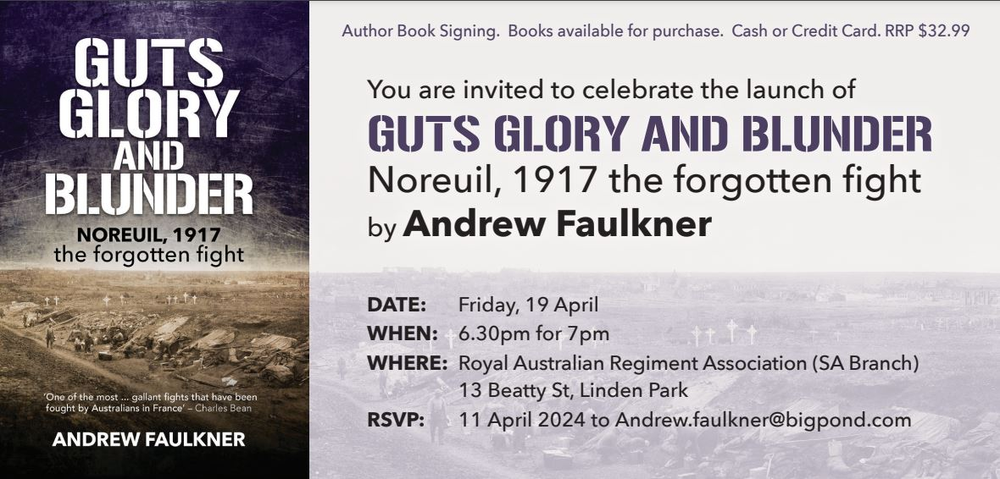 GUTS
GLORY
AND
BLUNDER
NOREUIL, 1917
the forgotten fight
'One of the most ... gallant fights that have been
fought by Australians in France' – Charles Bean
ANDREW FAULKNER
Author Book Signing. Books available for purchase. Cash or Credit Card. RRP $32.99
You are invited to celebrate the launch of
GUTS GLORY AND BLUNDER
Noreuil, 1917 the forgotten fight
by Andrew Faulkner
DATE: Friday, 19 April
WHEN: 6.30pm for 7pm
WHERE: Royal Australian Regiment Association (SA Branch)
13 Beatty St, Linden Park
RSVP: 11 April 2024 to Andrew.faulkner@bigpond.com